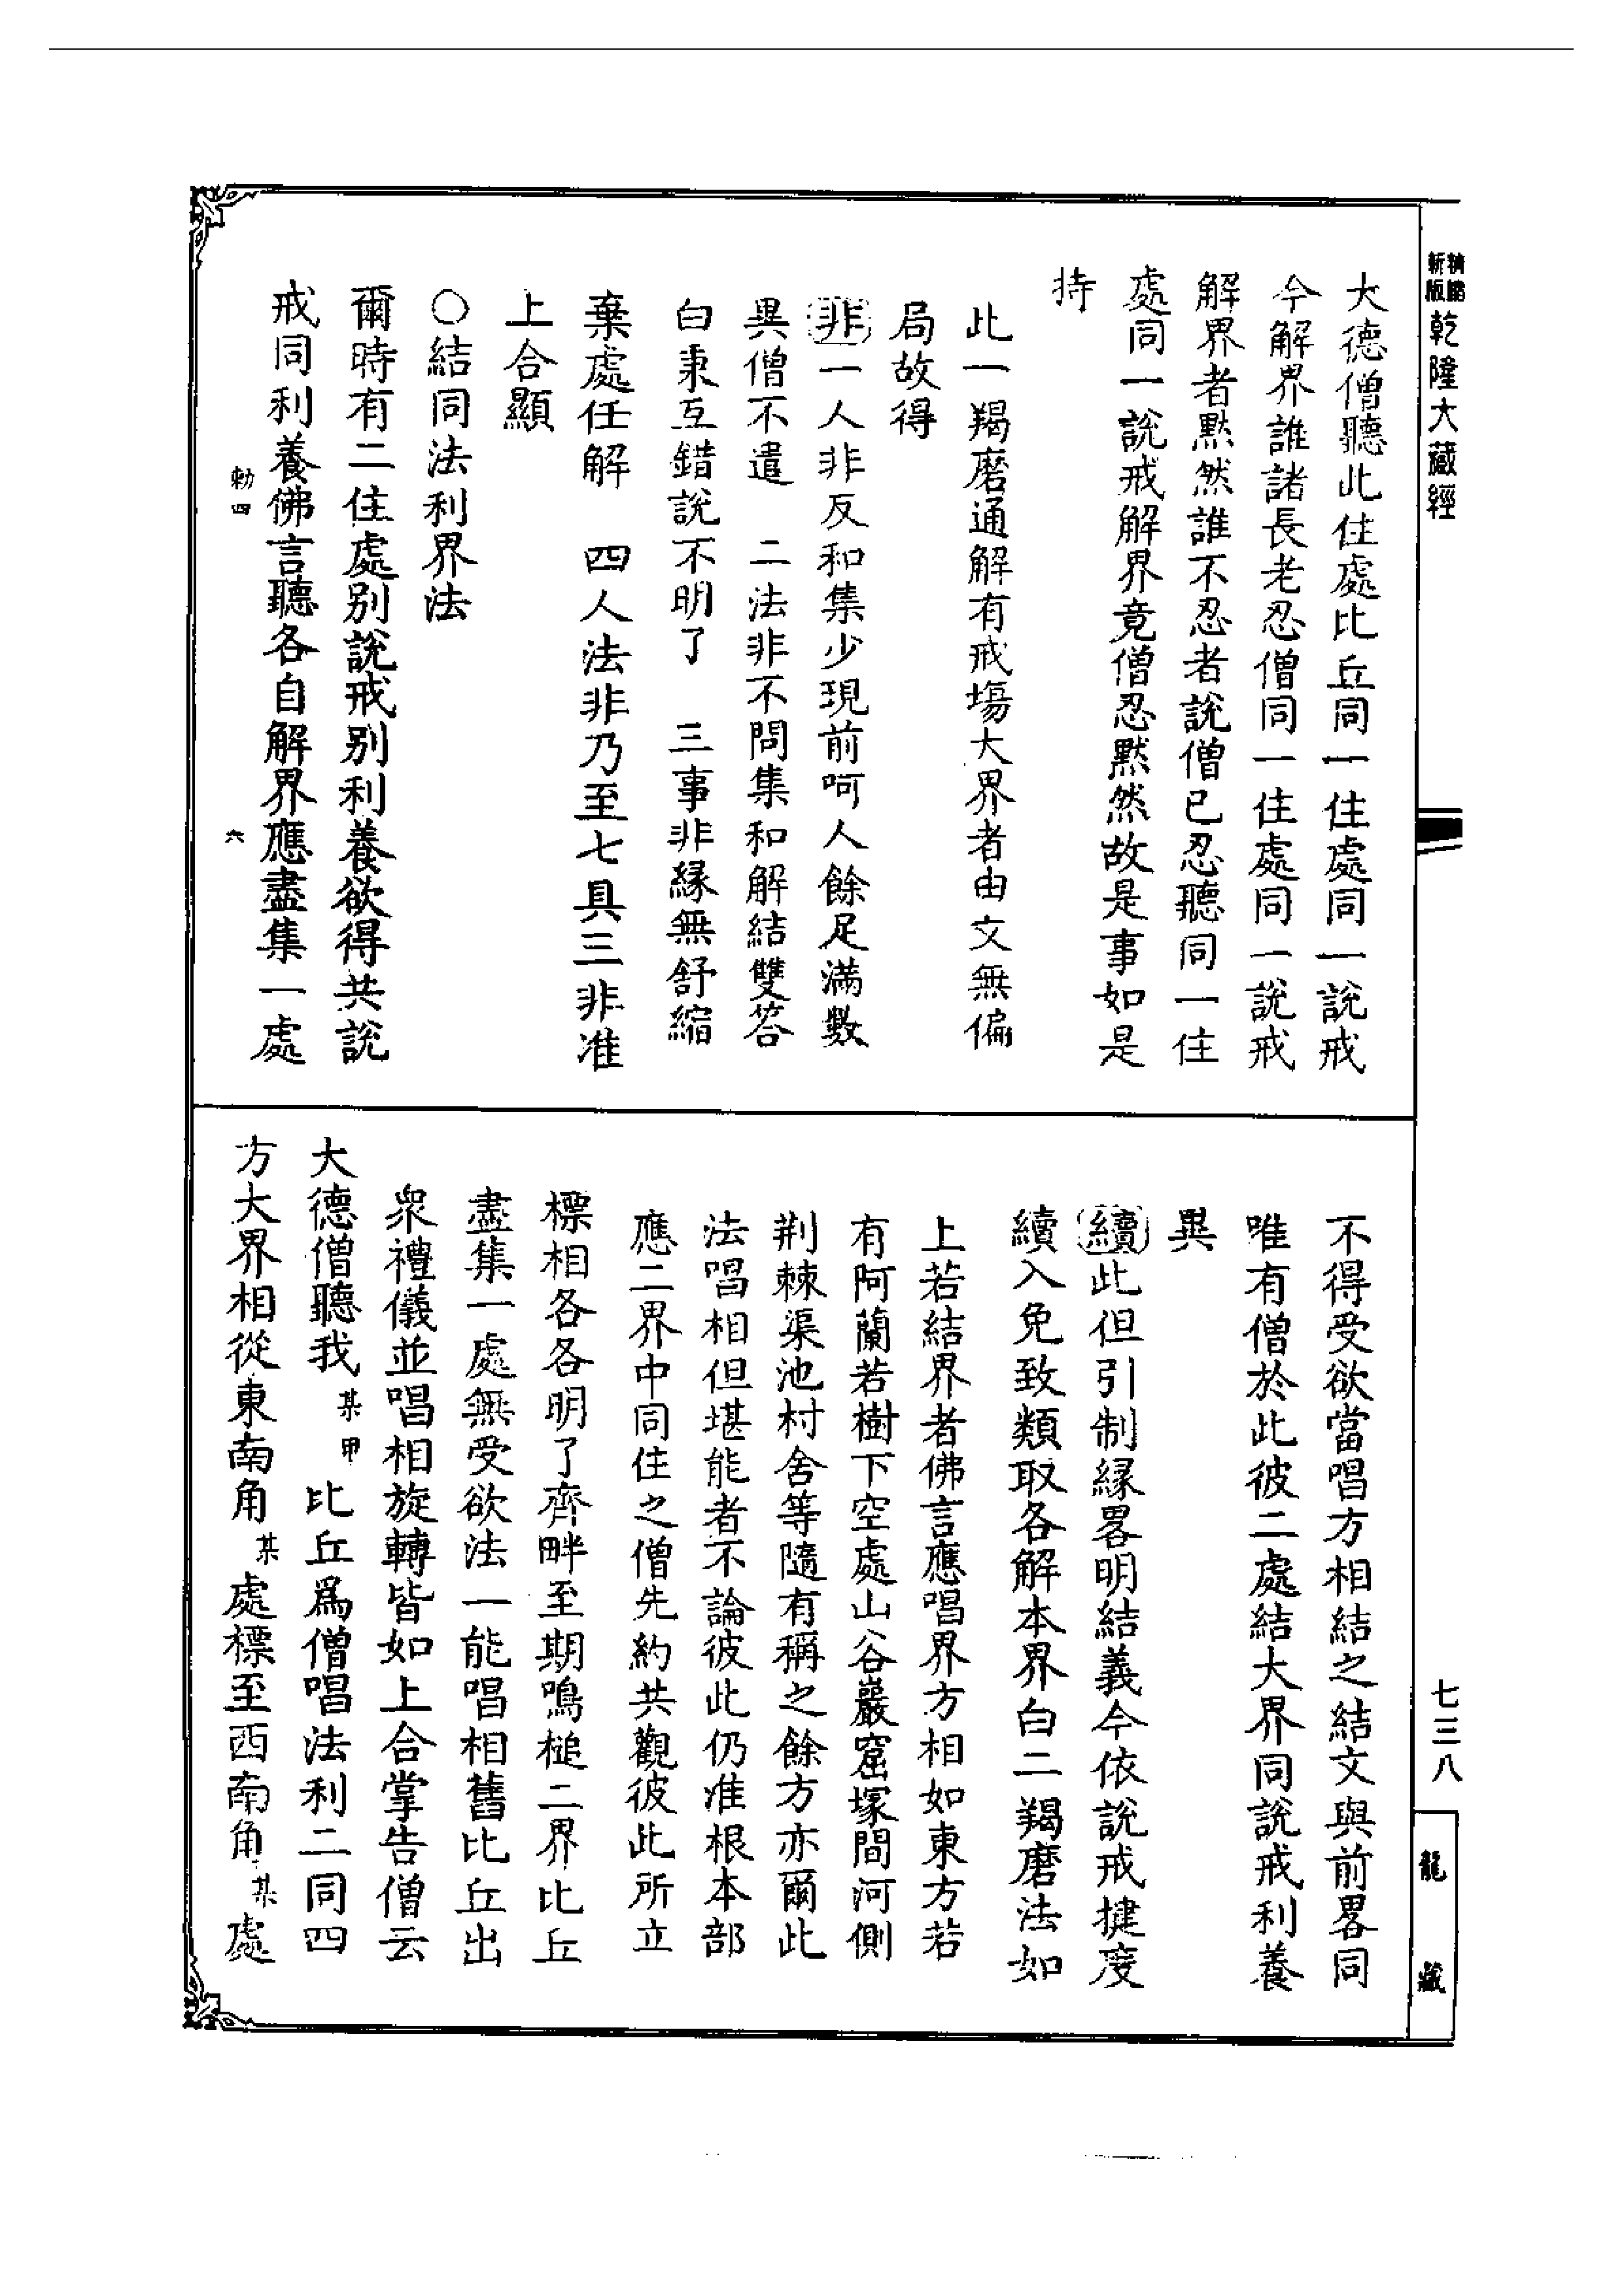 精鐫
新版
乾隆大藏經
大德僧聽此住處比丘同一住處同一說戒
今解界誰諸長老忍僧同一住處同一說戒
解界者默然誰不忍者說僧已忍聽同一住
處同一說戒解界竟僧忍默然故是事如是
持
此一羯磨通解有戒場大界者由文無偏
局故得
非一人非反和集少現前呵人餘足滿數
異僧不遣 二法非不問集和解結雙答
白秉互錯說不明了 三事非緣無舒縮
棄處任解 四人法非乃至七具三非准
上合顯
〇結同法利界法
爾時有二住處別說戒別利養欲得共說
戒同利養佛言聽各自解界應盡集一處
勑四 六
七三八
龍藏
不得受欲當唱方相結之結文與前畧同
唯有僧於此彼二處結大界同說戒利養
異
續此但引制緣畧明結義今依說戒揵度
續入免致類取各解本界白二羯磨法如
上若結界者佛言應唱界方相如東方若
有阿蘭若樹下空處山谷巖窟塚間河側
荆棘渠池村舍等隨有稱之餘方亦爾此
法唱相但堪能者不論彼此仍准根本部
應二界中同住之僧先約共觀彼此所立
標相各各明了齊畔至期鳴槌二界比丘
盡集一處無受欲法一能唱相舊比丘出
衆禮儀並唱相旋轉皆如上合掌告僧云
大德僧聽我某甲比丘爲僧唱法利二同四
方大界相從東南角某處標至西南角某處